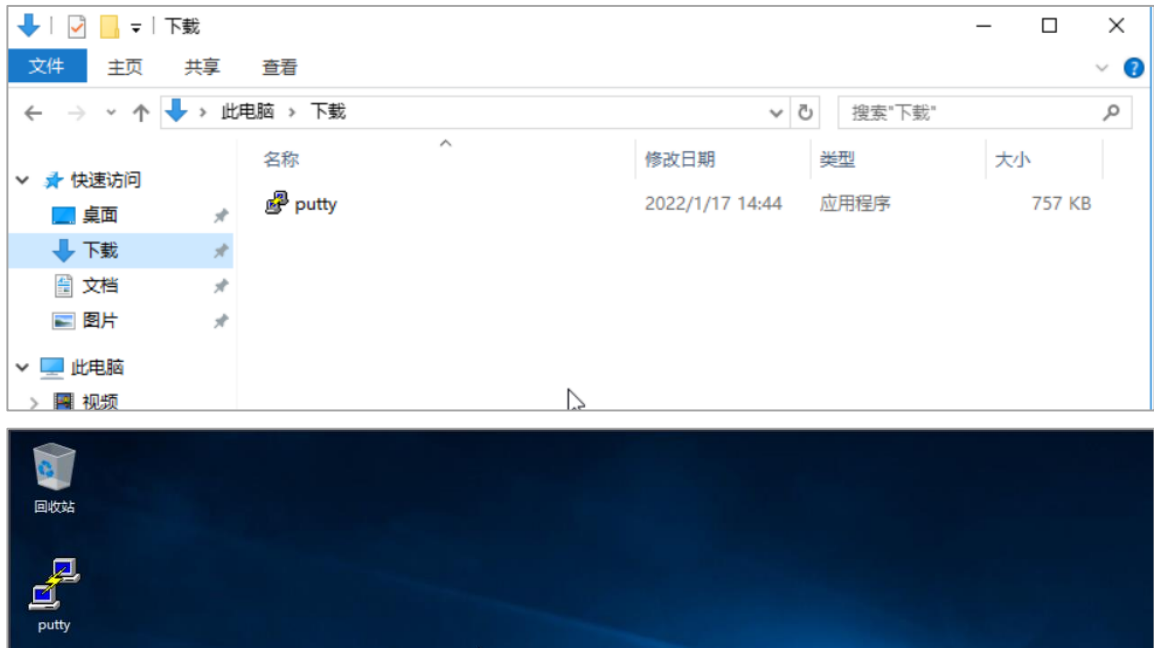 下载
文件 主页 共享 查看
此电脑 › 下载 搜索"下载"
名称 修改日期 类型 大小
快速访问
putty 2022/1/17 14:44 应用程序 757 KB
桌面
下载
文档
图片
此电脑
视频
回收站
putty